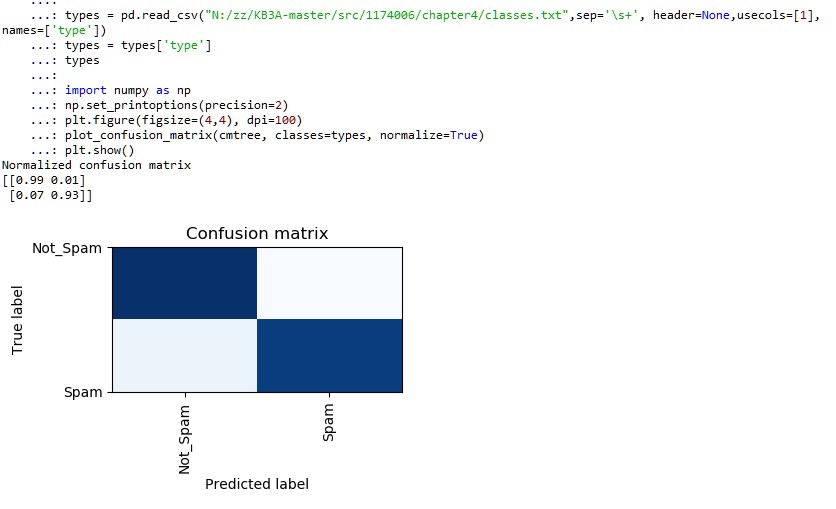 ....:
...: types = pd.read_csv("N:/zz/KB3A-master/src/1174006/chapter4/classes.txt",sep='\s+', header=None,usecols=[1],
names=['type'])
...: types = types['type']
...: types
...:
...: import numpy as np
...: np.set_printoptions(precision=2)
...: plt.figure(figsize=(4,4), dpi=100)
...: plot_confusion_matrix(cmtree, classes=types, normalize=True)
...: plt.show()
Normalized confusion matrix
[[0.99 0.01]
 [0.07 0.93]]
Confusion matrix
Not_Spam
True label
Spam
Not_Spam
Spam
Predicted label